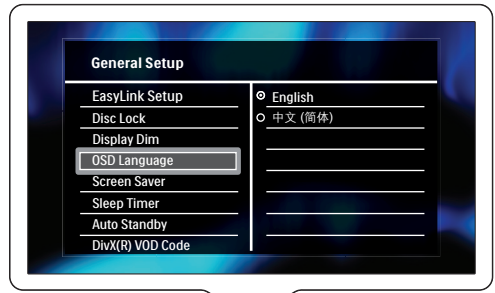 General Setup
EasyLink Setup
Disc Lock
Display Dim
OSD Language
Screen Saver
Sleep Timer
Auto Standby
DivX(R) VOD Code
English
中文 (简体)